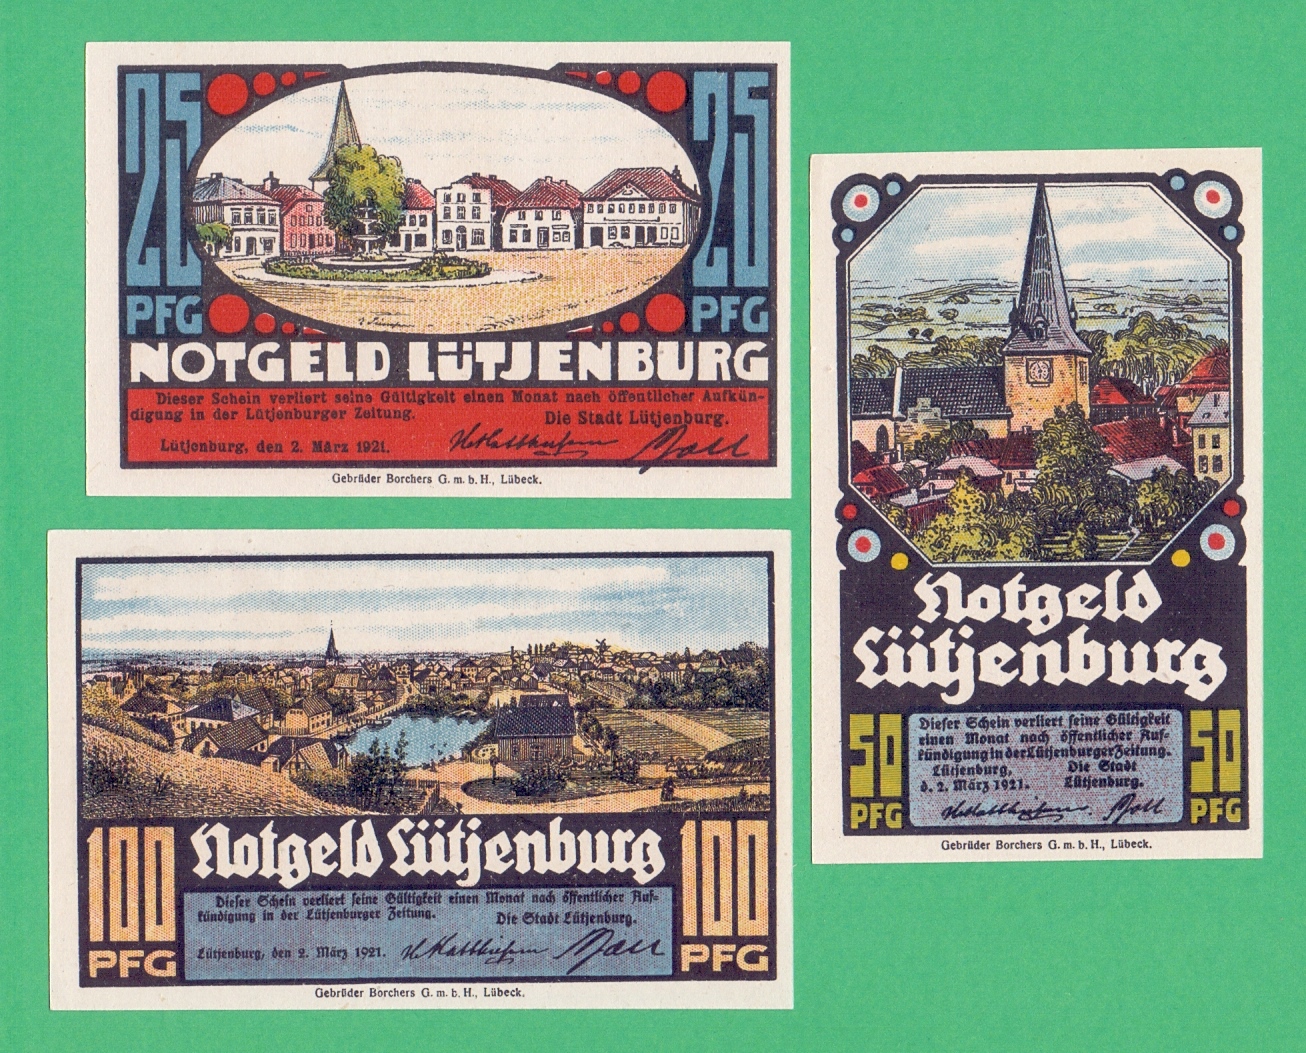 25 25
PFG PFG
NOTGELD LÜTJENBURG
Dieser Schein verliert seine Gültigkeit einen Monat nach öffentlicher Aufkün-
digung in der Lütjenburger Zeitung. Die Stadt Lütjenburg.
Lütjenburg, den 2. März 1921.
Gebrüder Borchers G. m. b. H., Lübeck.
Notgeld
Lütjenburg
50 50
PFG PFG
Dieser Schein verliert seine Gültigkeit
einen Monat nach öffentlicher Auf-
kündigung in der Lütjenburger Zeitung.
Lütjenburg, Die Stadt
d. 2. März 1921. Lütjenburg.
Gebrüder Borchers G. m. b. H., Lübeck.
100 Notgeld Lütjenburg 100
PFG PFG
Dieser Schein verliert seine Gültigkeit einen Monat nach öffentlicher Auf-
kündigung in der Lütjenburger Zeitung. Die Stadt Lütjenburg.
Lütjenburg, den 2. März 1921.
Gebrüder Borchers G. m. b. H., Lübeck.